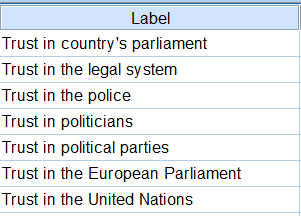 Label
Trust in country's parliament
Trust in the legal system
Trust in the police
Trust in politicians
Trust in political parties
Trust in the European Parliament
Trust in the United Nations